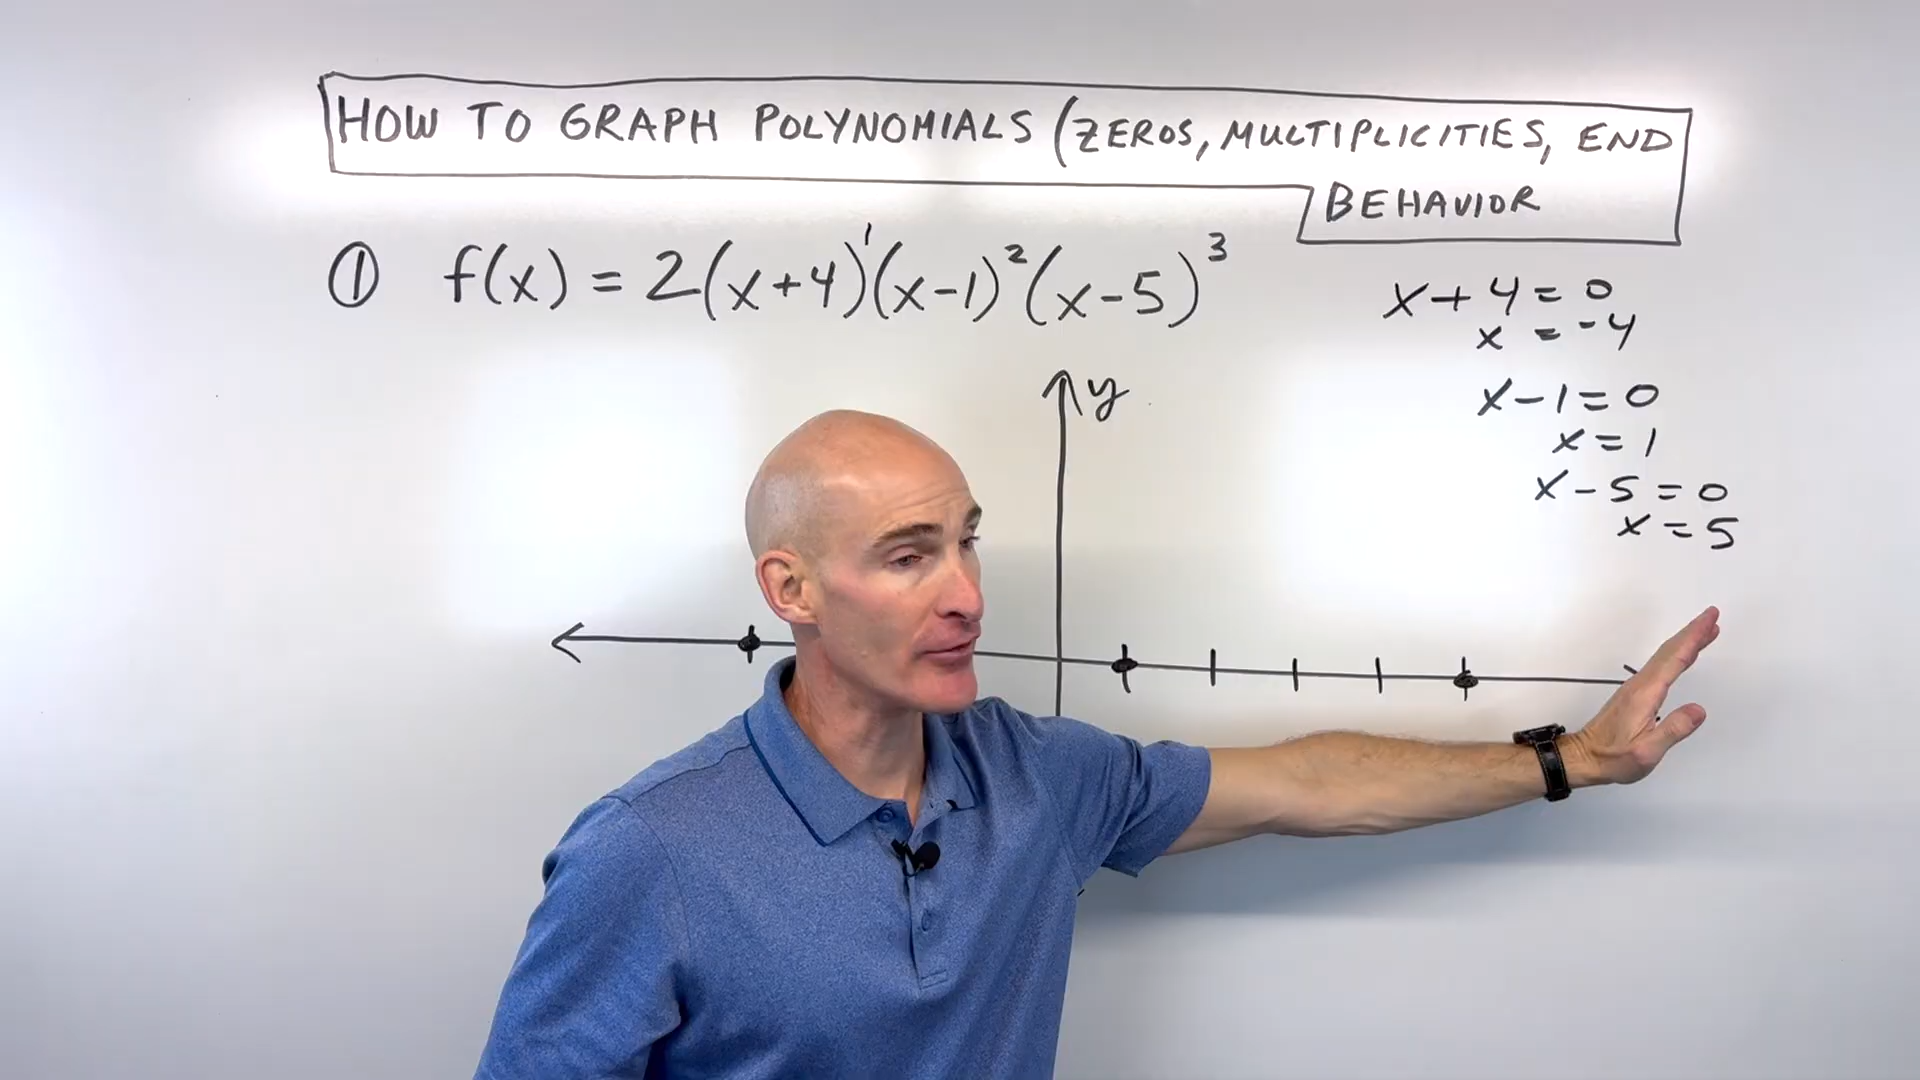 HOW TO GRAPH POLYNOMIALS (ZEROS, MULTIPLICITIES, END
BEHAVIOR
① f(x) = 2(x+4)¹(x-1)²(x-5)³
x+4=0
x = -4
y
x-1=0
x=1
x-5=0
x=5